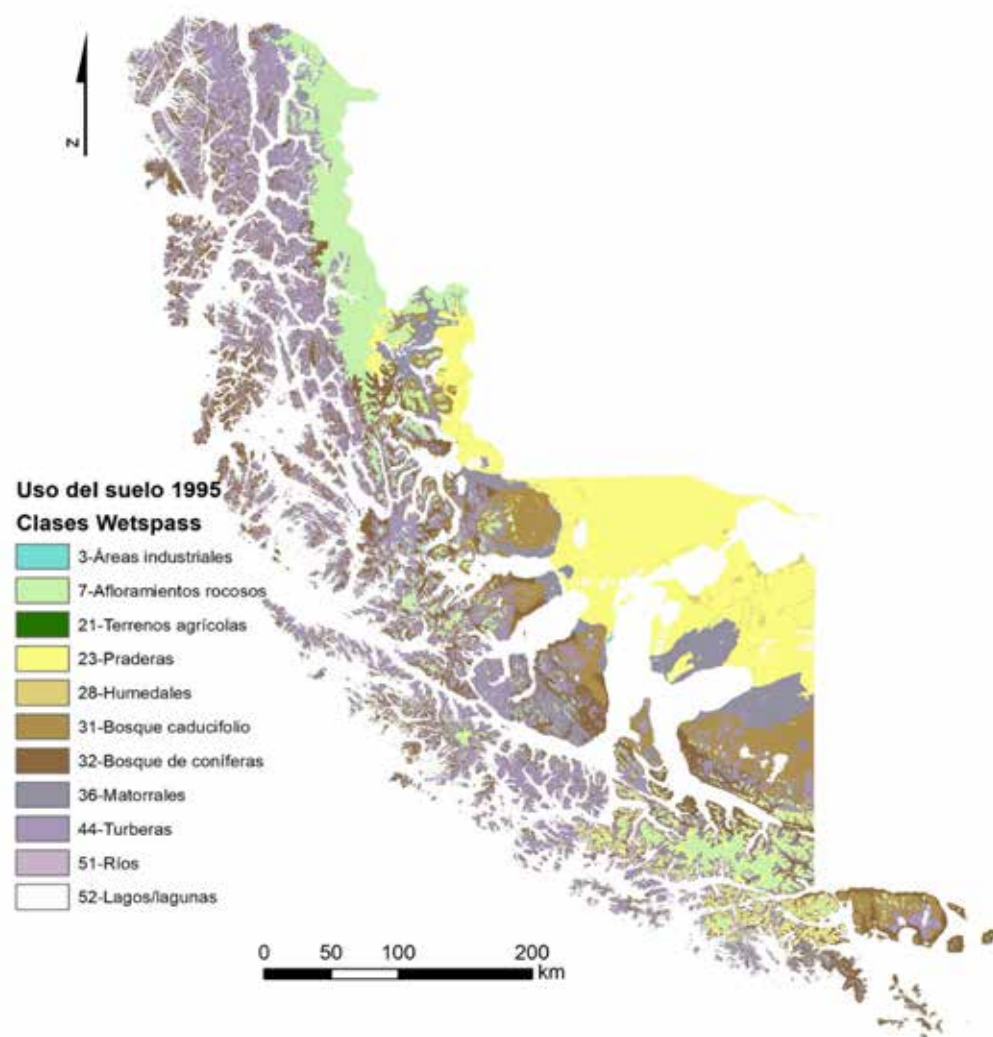 N
Uso del suelo 1995
Clases Wetspass
3-Áreas industriales
7-Afloramientos rocosos
21-Terrenos agrícolas
23-Praderas
28-Humedales
31-Bosque caducifolio
32-Bosque de coníferas
36-Matorrales
44-Turberas
51-Ríos
52-Lagos/lagunas
0 50 100 200
km